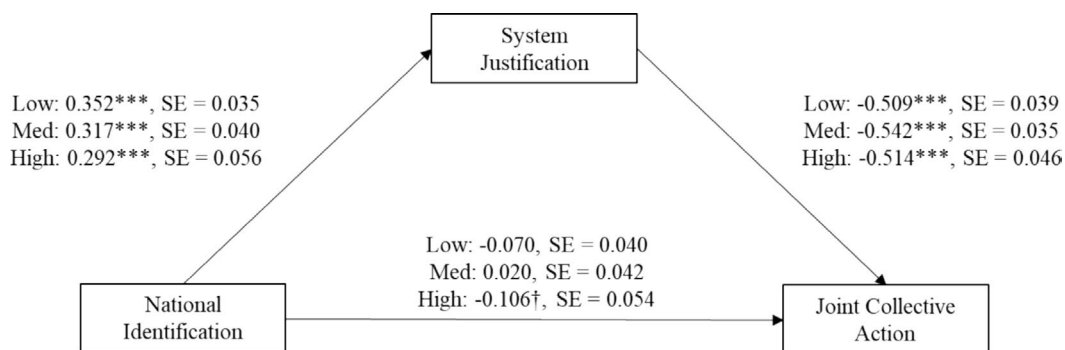 System
Justification
Low: 0.352***, SE = 0.035
Med: 0.317***, SE = 0.040
High: 0.292***, SE = 0.056
Low: -0.509***, SE = 0.039
Med: -0.542***, SE = 0.035
High: -0.514***, SE = 0.046
Low: -0.070, SE = 0.040
Med: 0.020, SE = 0.042
High: -0.106†, SE = 0.054
National
Identification
Joint Collective
Action